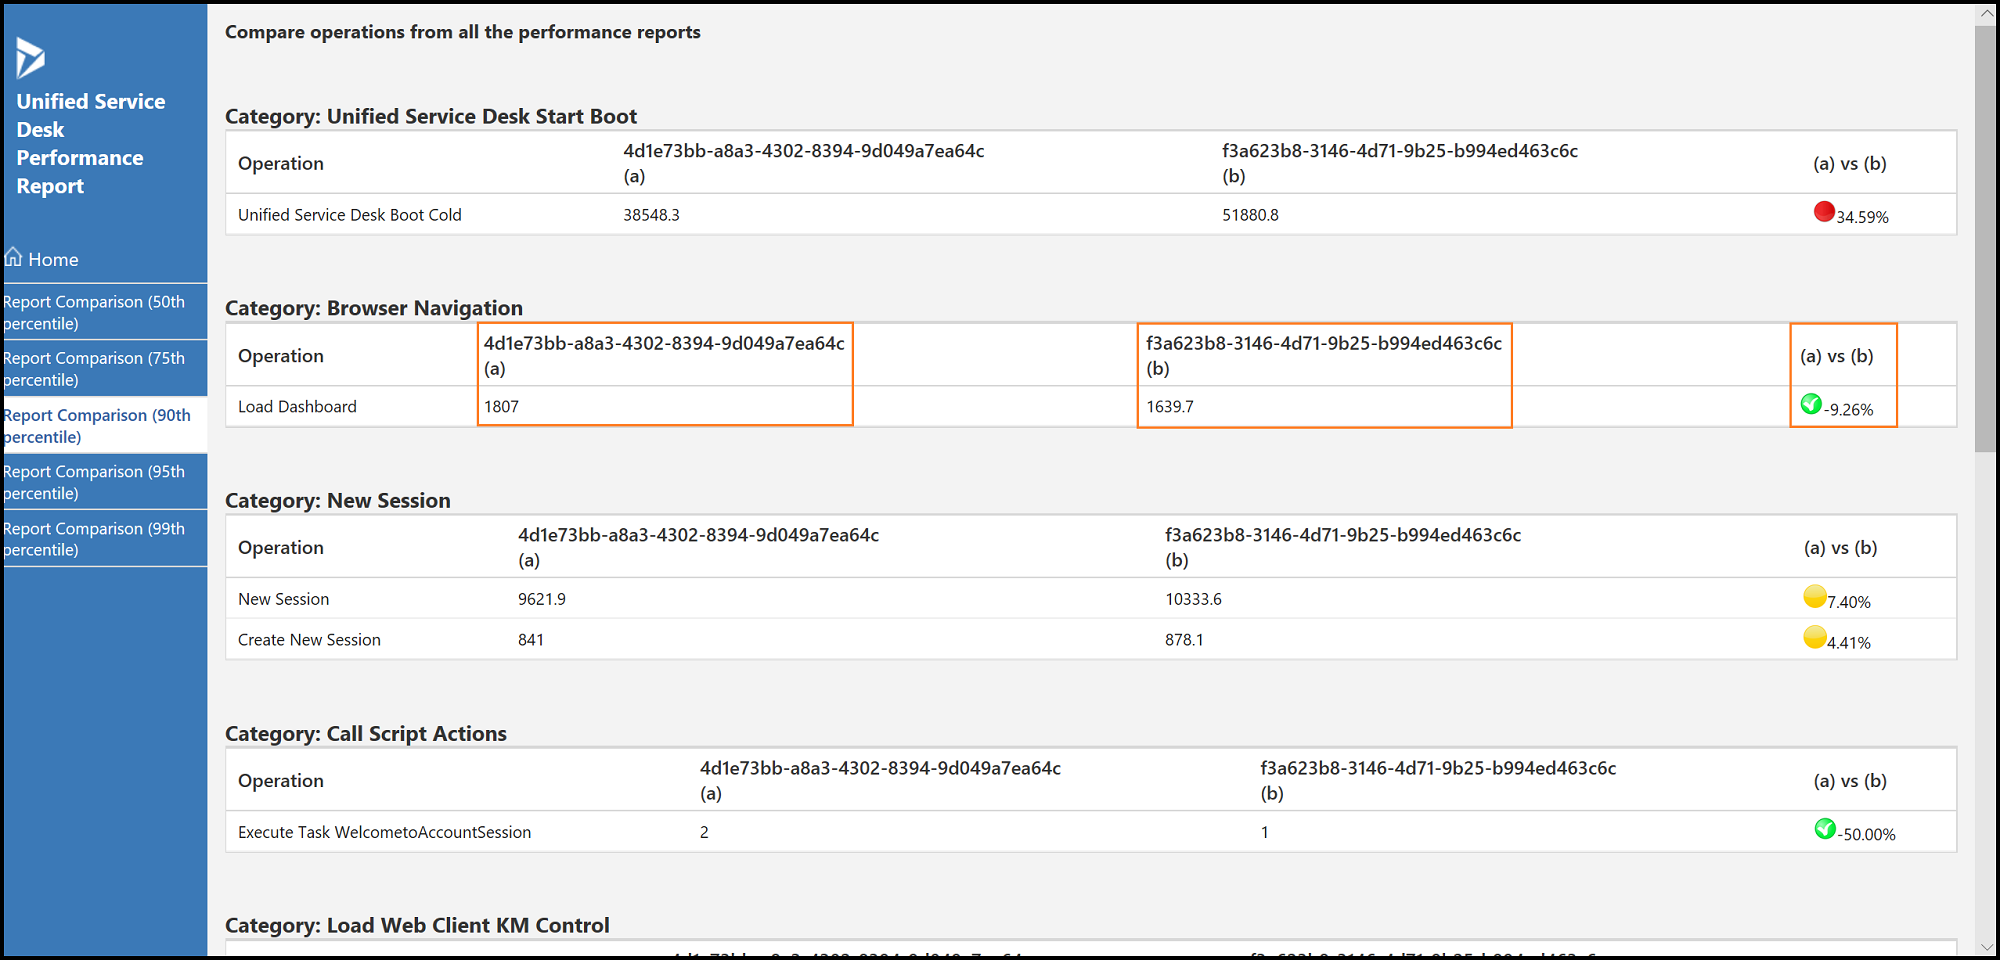 Unified Service
Desk
Performance
Report
Home
Report Comparison (50th
percentile)
Report Comparison (75th
percentile)
Report Comparison (90th
percentile)
Report Comparison (95th
percentile)
Report Comparison (99th
percentile)
Compare operations from all the performance reports
Category: Unified Service Desk Start Boot
Operation 4d1e73bb-a8a3-4302-8394-9d049a7ea64c (a) f3a623b8-3146-4d71-9b25-b994ed463c6c (b) (a) vs (b)
Unified Service Desk Boot Cold 38548.3 51880.8 34.59%
Category: Browser Navigation
Operation 4d1e73bb-a8a3-4302-8394-9d049a7ea64c (a) f3a623b8-3146-4d71-9b25-b994ed463c6c (b) (a) vs (b)
Load Dashboard 1807 1639.7 -9.26%
Category: New Session
Operation 4d1e73bb-a8a3-4302-8394-9d049a7ea64c (a) f3a623b8-3146-4d71-9b25-b994ed463c6c (b) (a) vs (b)
New Session 9621.9 10333.6 7.40%
Create New Session 841 878.1 4.41%
Category: Call Script Actions
Operation 4d1e73bb-a8a3-4302-8394-9d049a7ea64c (a) f3a623b8-3146-4d71-9b25-b994ed463c6c (b) (a) vs (b)
Execute Task WelcometoAccountSession 2 1 -50.00%
Category: Load Web Client KM Control